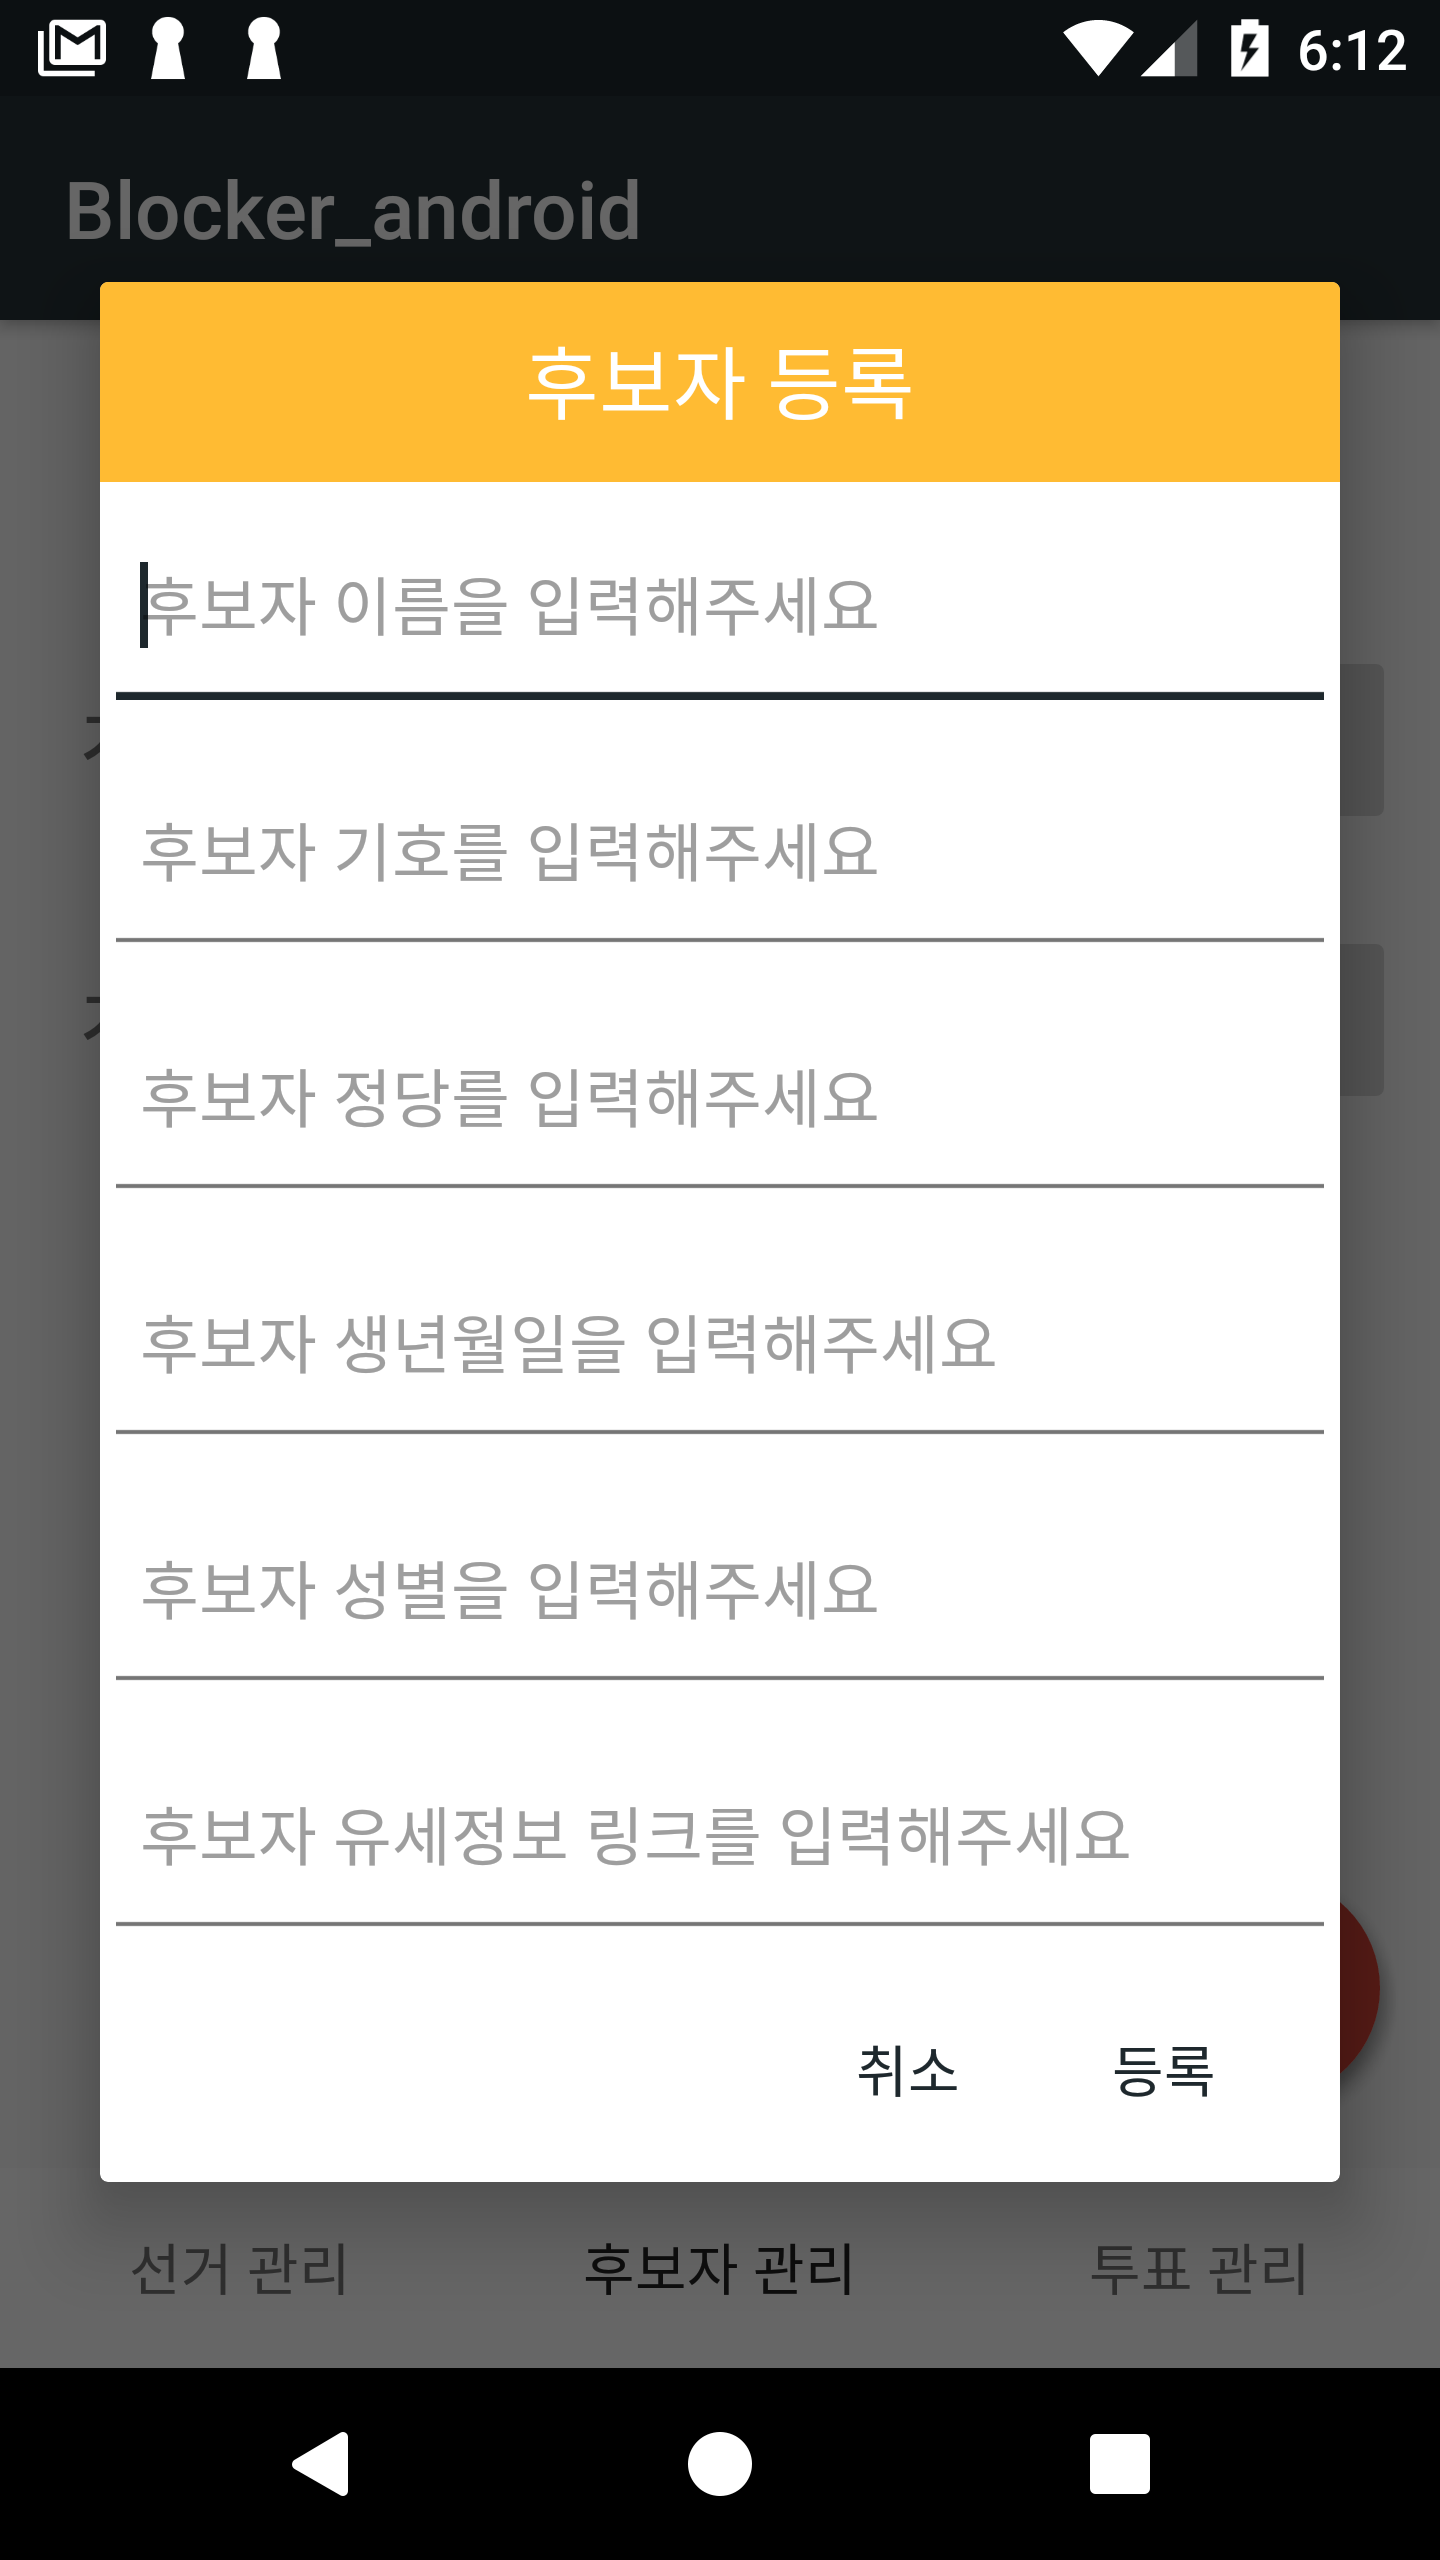 6:12
Blocker_android
후보자 등록
후보자 이름을 입력해주세요
후보자 기호를 입력해주세요
후보자 정당를 입력해주세요
후보자 생년월일을 입력해주세요
후보자 성별을 입력해주세요
후보자 유세정보 링크를 입력해주세요
취소 등록
선거 관리 후보자 관리 투표 관리